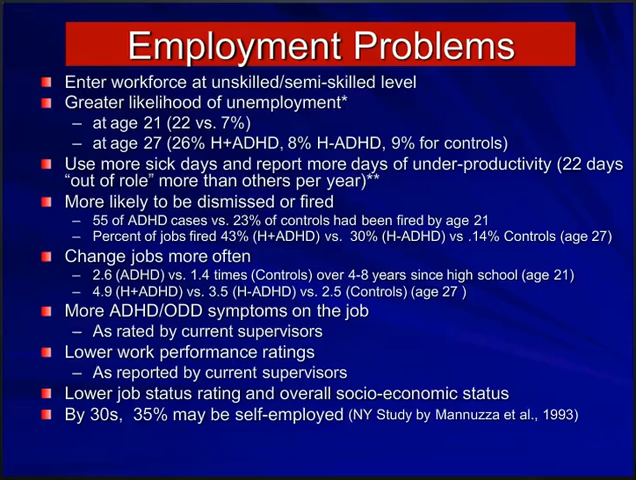 Employment Problems
Enter workforce at unskilled/semi-skilled level
Greater likelihood of unemployment*
– at age 21 (22 vs. 7%)
– at age 27 (26% H+ADHD, 8% H-ADHD, 9% for controls)
Use more sick days and report more days of under-productivity (22 days
"out of role" more than others per year)**
More likely to be dismissed or fired
– 55 of ADHD cases vs. 23% of controls had been fired by age 21
– Percent of jobs fired 43% (H+ADHD) vs. 30% (H-ADHD) vs .14% Controls (age 27)
Change jobs more often
– 2.6 (ADHD) vs. 1.4 times (Controls) over 4-8 years since high school (age 21)
– 4.9 (H+ADHD) vs. 3.5 (H-ADHD) vs. 2.5 (Controls) (age 27 )
More ADHD/ODD symptoms on the job
– As rated by current supervisors
Lower work performance ratings
– As reported by current supervisors
Lower job status rating and overall socio-economic status
By 30s, 35% may be self-employed (NY Study by Mannuzza et al., 1993)